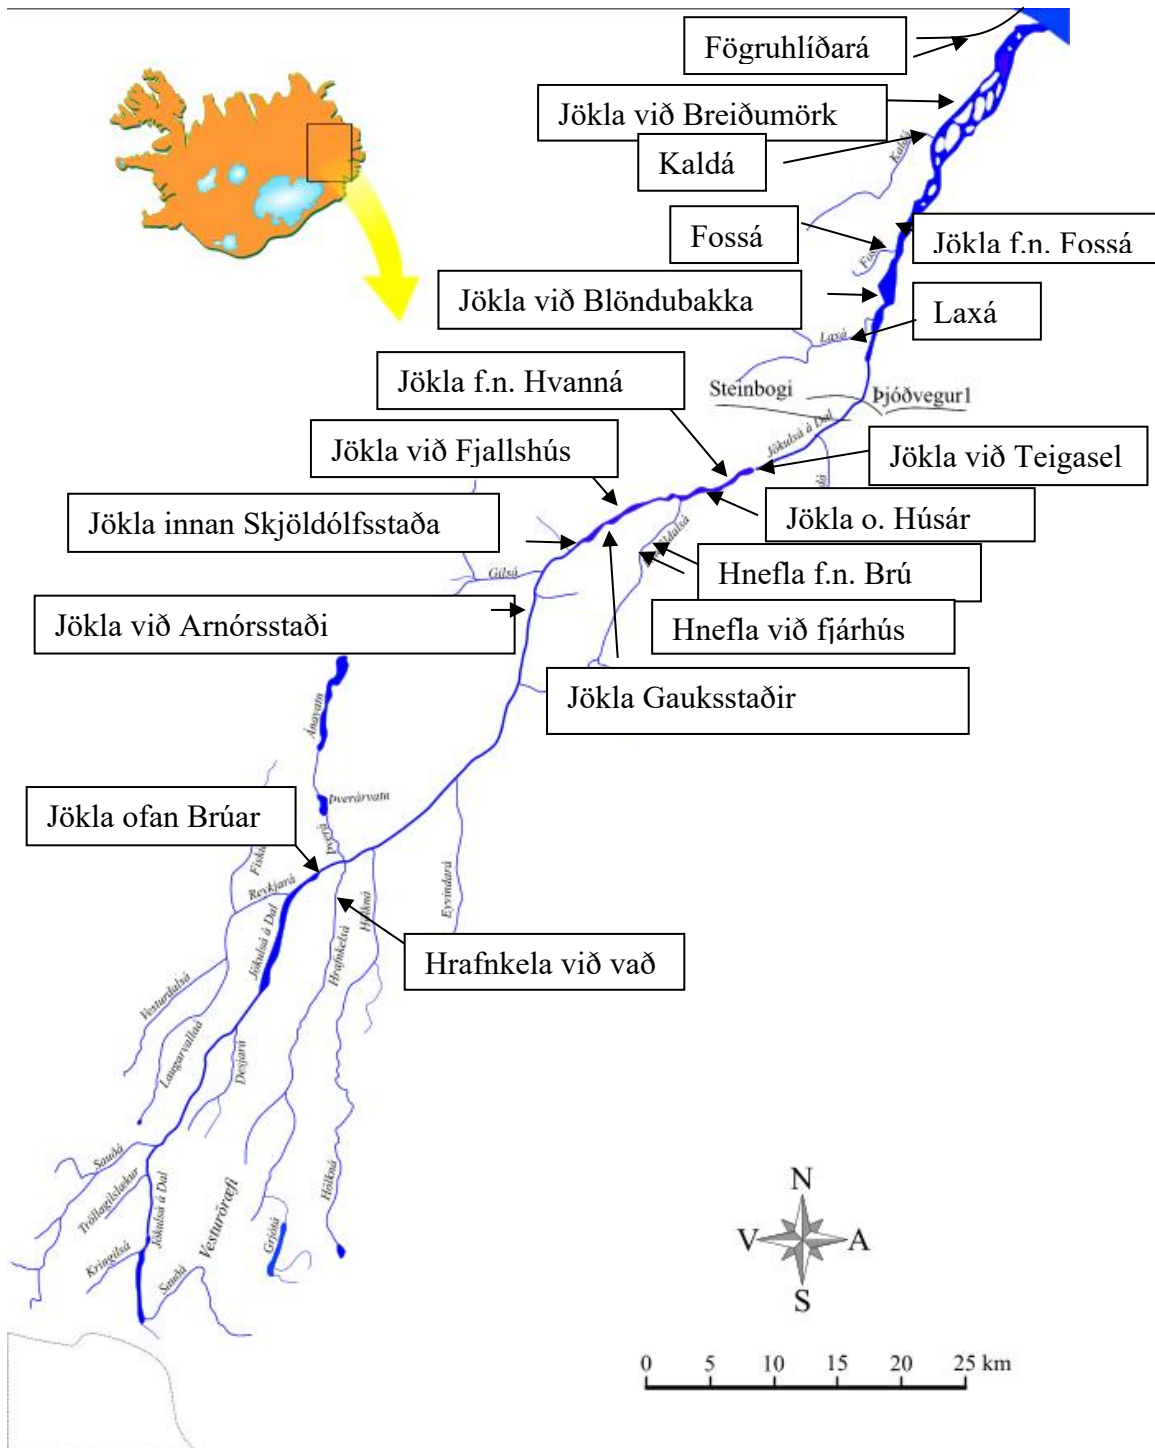 Fögruhlíðará
Jökla við Breiðumörk
Kaldá
Kaldá
Fossá
Jökla f.n. Fossá
Jökla við Blöndubakka
Laxá
Laxá
Jökla f.n. Hvanná
Steinbogi
Þjóðvegur1
Jökulsá á Dal
Jökla við Fjallshús
Jökla við Teigasel
Jökla innan Skjöldólfsstaða
Jökla o. Húsár
Hnefla f.n. Brú
Gilsá
Jökla við Arnórsstaði
Hnefla við fjárhús
Jökla Gauksstaðir
Ánavatn
Þverárvatn
Jökla ofan Brúar
Þverá
Reykjará
Eyvindará
Hölkná
Jökulsá á Dal
Hrafnkelsá
Hrafnkela við vað
Vesturdalsá
Laugarvallaá
Desjará
Sauðá
Tröllagilslækur
Jökulsá á Dal
Vesturöræfi
Hölkná
Grjótá
Kringilsá
Sauðá
N
V A
S
0 5 10 15 20 25 km